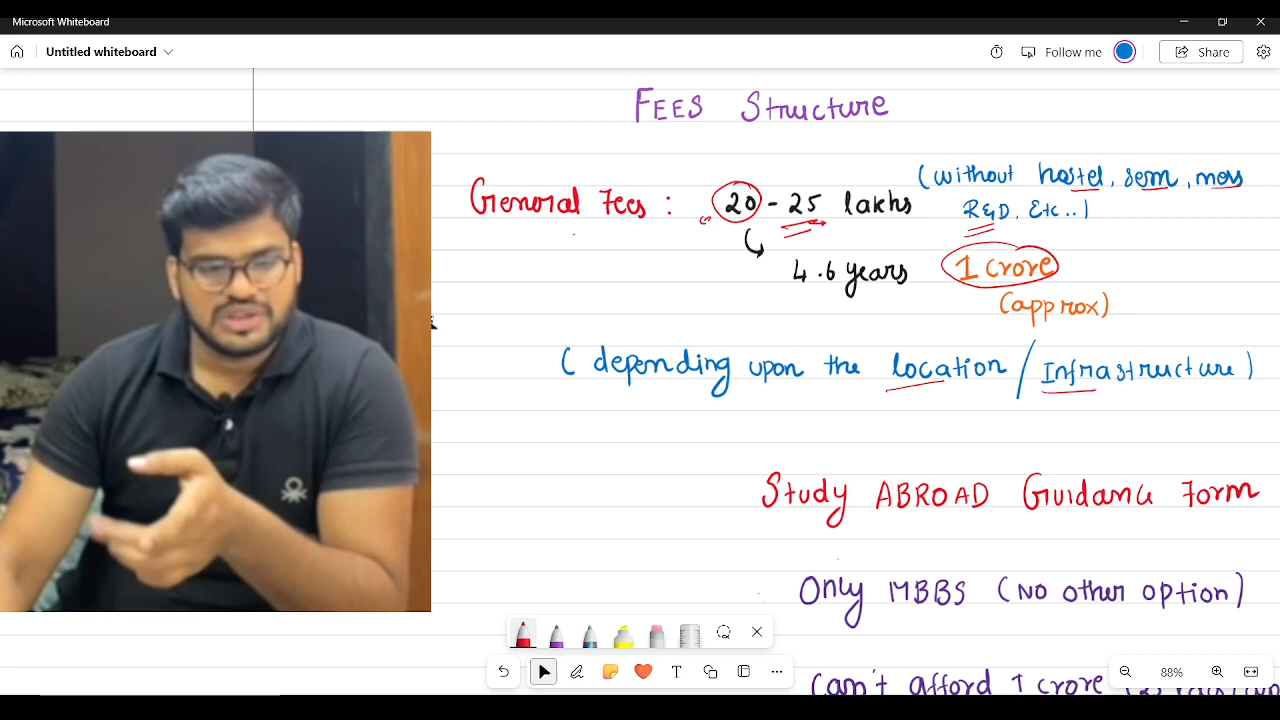 Microsoft Whiteboard
Untitled whiteboard
Follow me
Share
FEES Structure
General Fees : 20 - 25 lakhs (without hostel, sem, mess
R&D, Etc..)
4.6 years 1 crore
(approx)
(depending upon the location / Infrastructure)
Study ABROAD Guidance Form
Only MBBS (No other option)
88%
Can't afford 1 crore